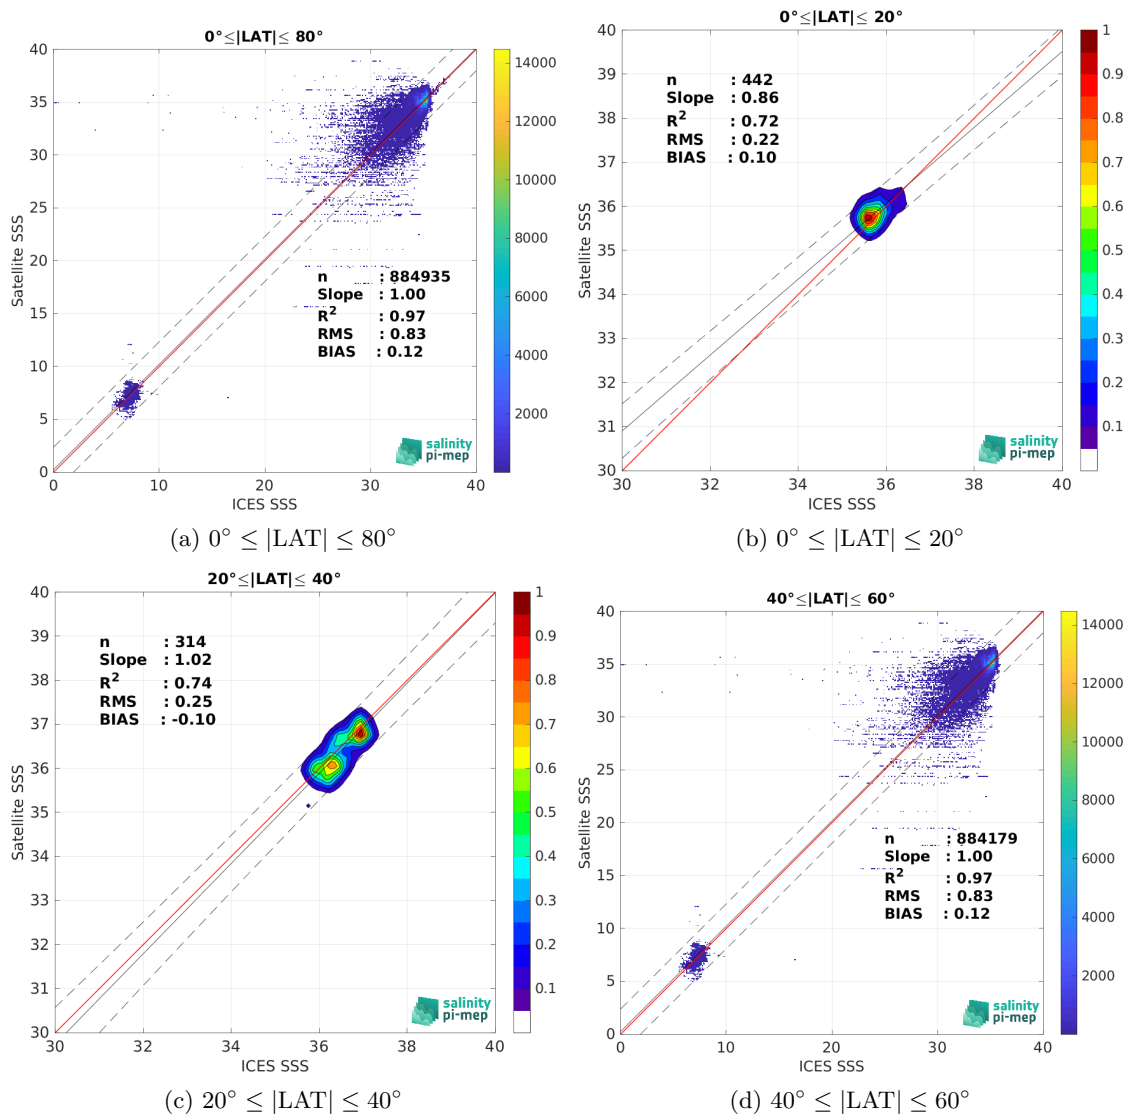 0°≤|LAT|≤ 80°
Satellite SSS
40
35
30
25
20
15
10
5
0
n : 884935
Slope : 1.00
R² : 0.97
RMS : 0.83
BIAS : 0.12
salinity
pi-mep
0 10 20 30 40
ICES SSS
14000
12000
10000
8000
6000
4000
2000
(a) 0° ≤ |LAT| ≤ 80°
0°≤|LAT|≤ 20°
Satellite SSS
40
39
38
37
36
35
34
33
32
31
30
n : 442
Slope : 0.86
R² : 0.72
RMS : 0.22
BIAS : 0.10
salinity
pi-mep
30 32 34 36 38 40
ICES SSS
1
0.9
0.8
0.7
0.6
0.5
0.4
0.3
0.2
0.1
(b) 0° ≤ |LAT| ≤ 20°
20°≤|LAT|≤ 40°
Satellite SSS
40
39
38
37
36
35
34
33
32
31
30
n : 314
Slope : 1.02
R² : 0.74
RMS : 0.25
BIAS : -0.10
salinity
pi-mep
30 32 34 36 38 40
ICES SSS
1
0.9
0.8
0.7
0.6
0.5
0.4
0.3
0.2
0.1
(c) 20° ≤ |LAT| ≤ 40°
40°≤|LAT|≤ 60°
Satellite SSS
40
35
30
25
20
15
10
5
0
n : 884179
Slope : 1.00
R² : 0.97
RMS : 0.83
BIAS : 0.12
salinity
pi-mep
0 10 20 30 40
ICES SSS
14000
12000
10000
8000
6000
4000
2000
(d) 40° ≤ |LAT| ≤ 60°